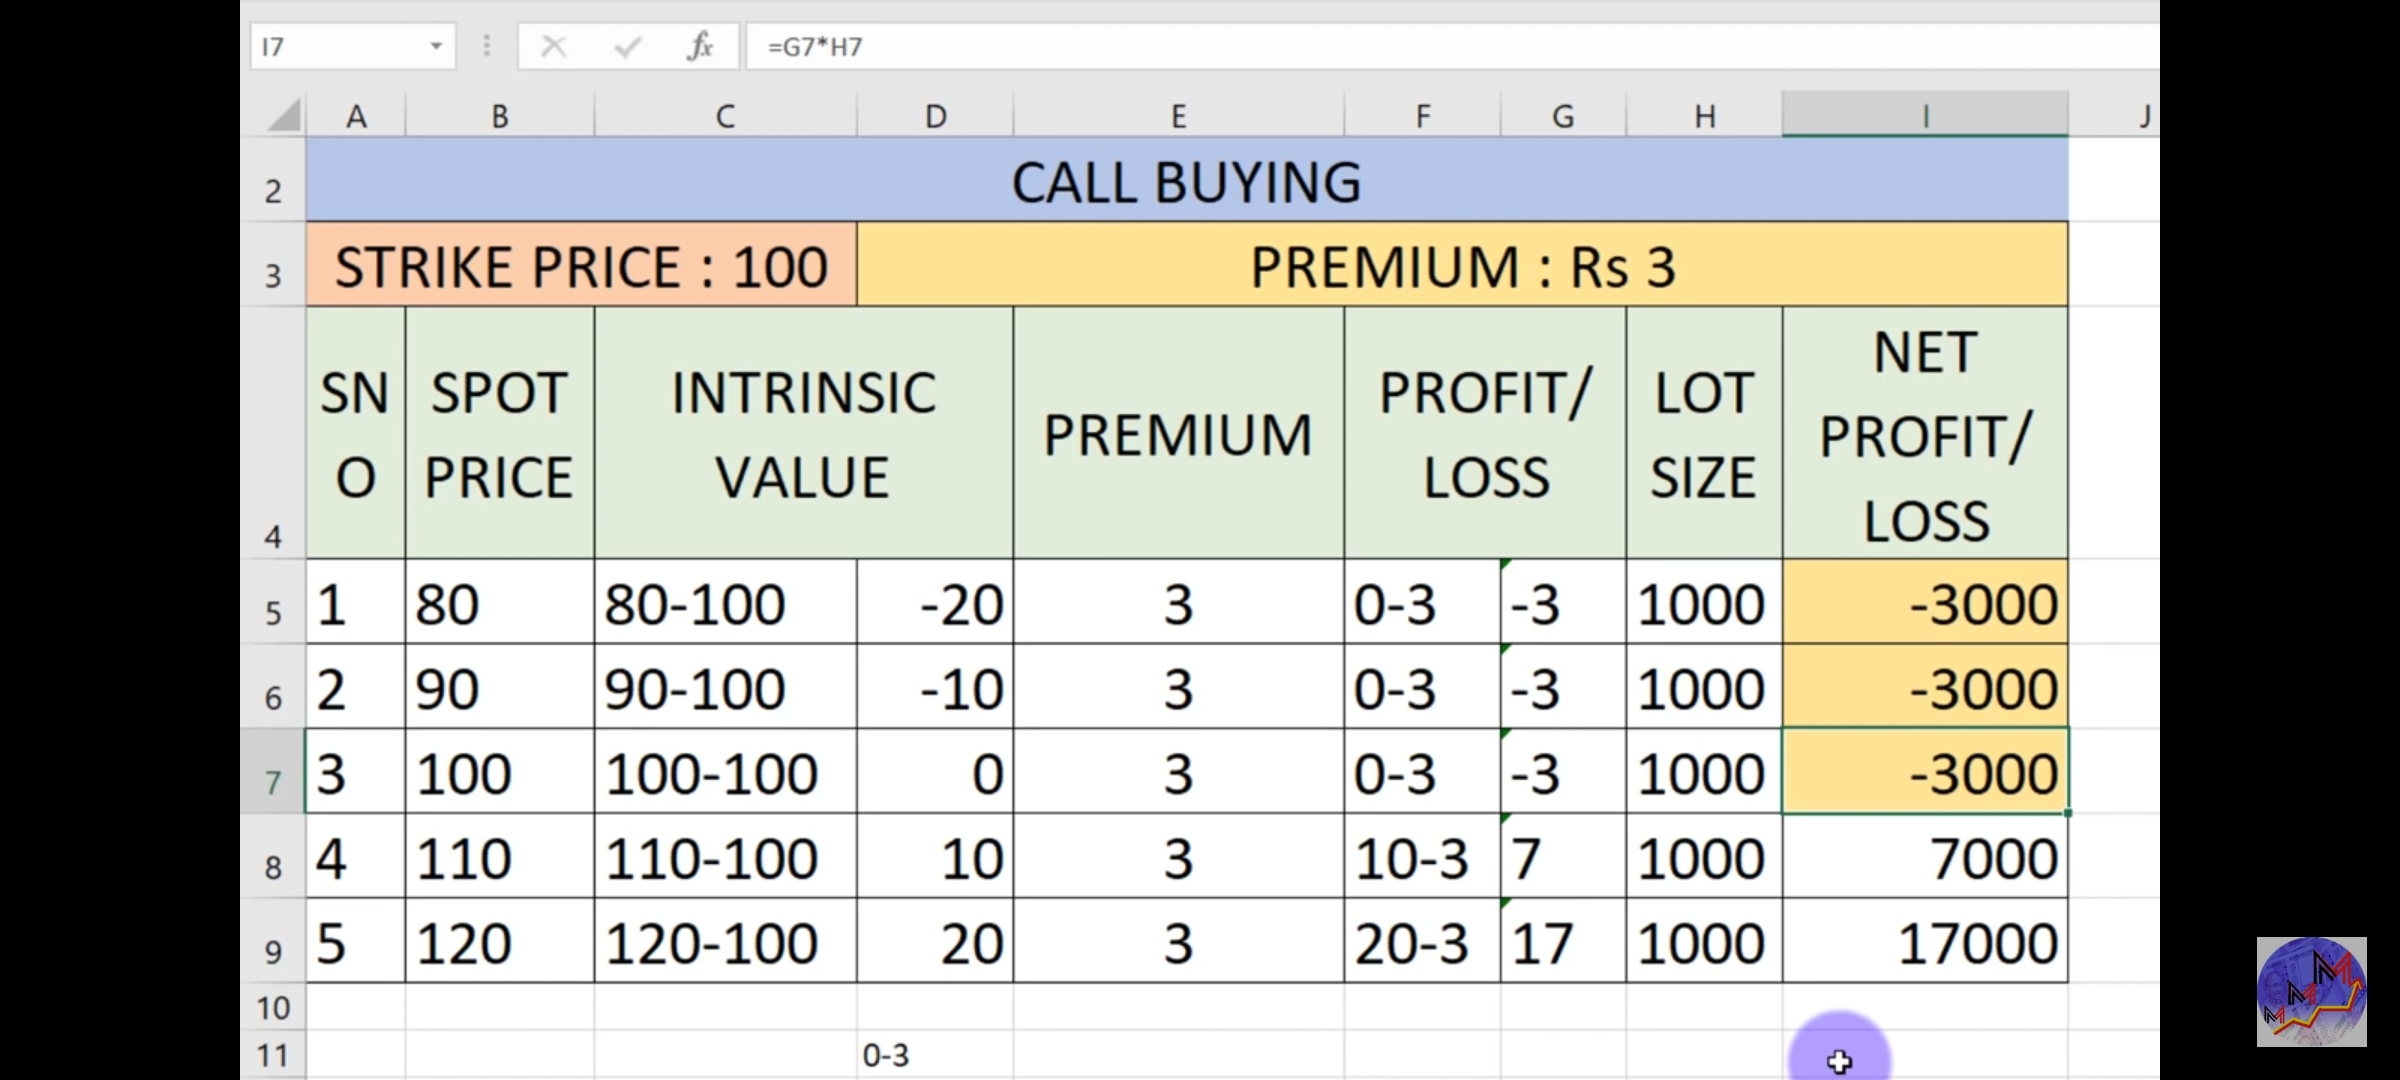 I7 fx =G7*H7
A B C D E F G H I J
2 CALL BUYING
3 STRIKE PRICE : 100 PREMIUM : Rs 3
4 SN O SPOT PRICE INTRINSIC VALUE PREMIUM PROFIT/ LOSS LOT SIZE NET PROFIT/ LOSS
5 1 80 80-100 -20 3 0-3 -3 1000 -3000
6 2 90 90-100 -10 3 0-3 -3 1000 -3000
7 3 100 100-100 0 3 0-3 -3 1000 -3000
8 4 110 110-100 10 3 10-3 7 1000 7000
9 5 120 120-100 20 3 20-3 17 1000 17000
10
11 0-3
M M M